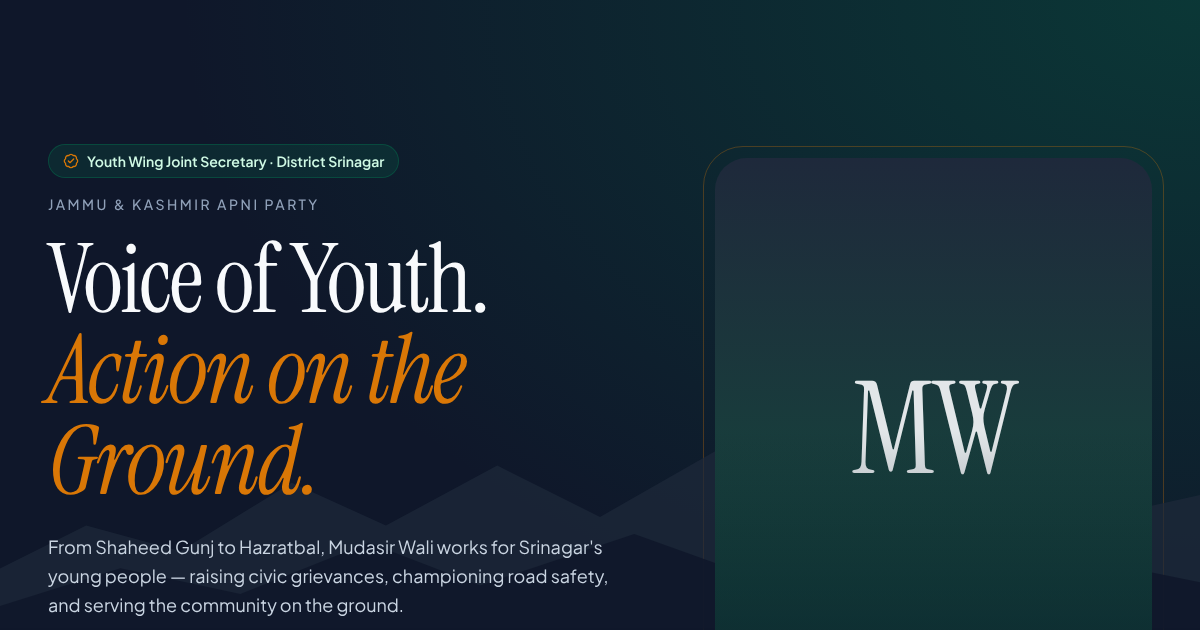 Youth Wing Joint Secretary · District Srinagar
JAMMU & KASHMIR APNI PARTY
Voice of Youth.
Action on the
Ground.
From Shaheed Gunj to Hazratbal, Mudasir Wali works for Srinagar's
young people — raising civic grievances, championing road safety,
and serving the community on the ground.
MW